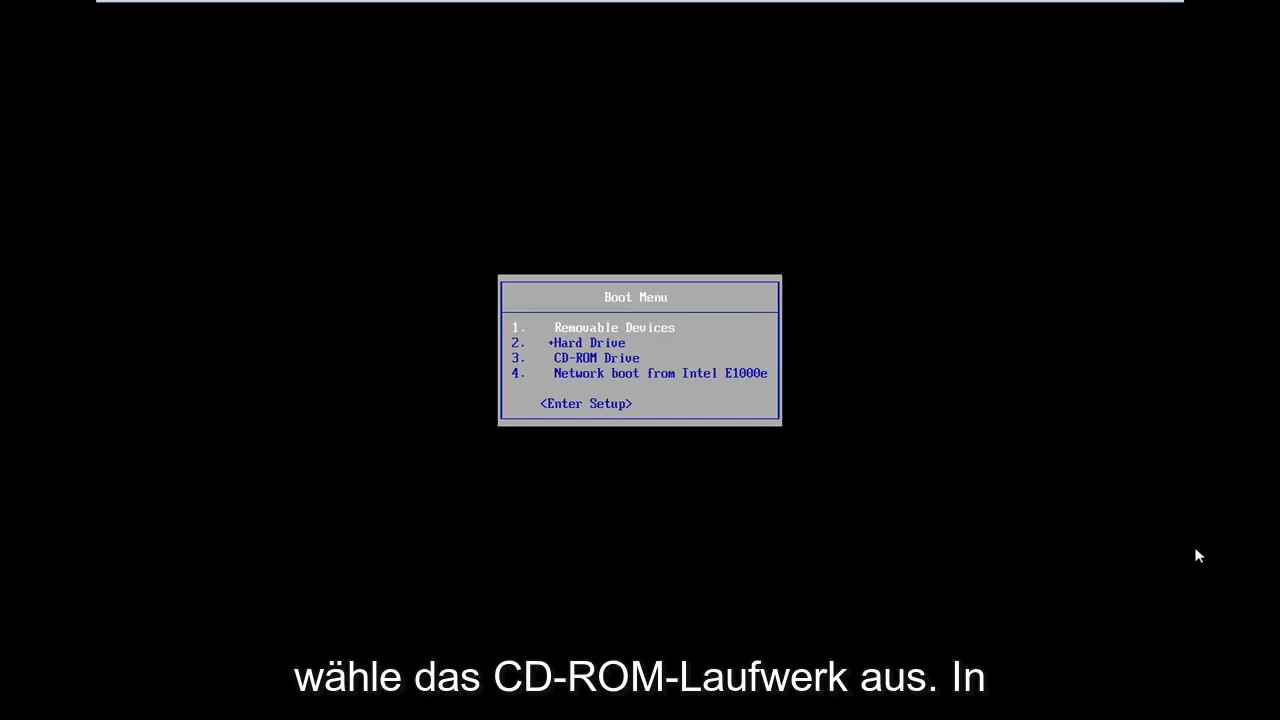 Boot Menu
1. Removable Devices
2. +Hard Drive
3. CD-ROM Drive
4. Network boot from Intel E1000e
<Enter Setup>
wähle das CD-ROM-Laufwerk aus. In